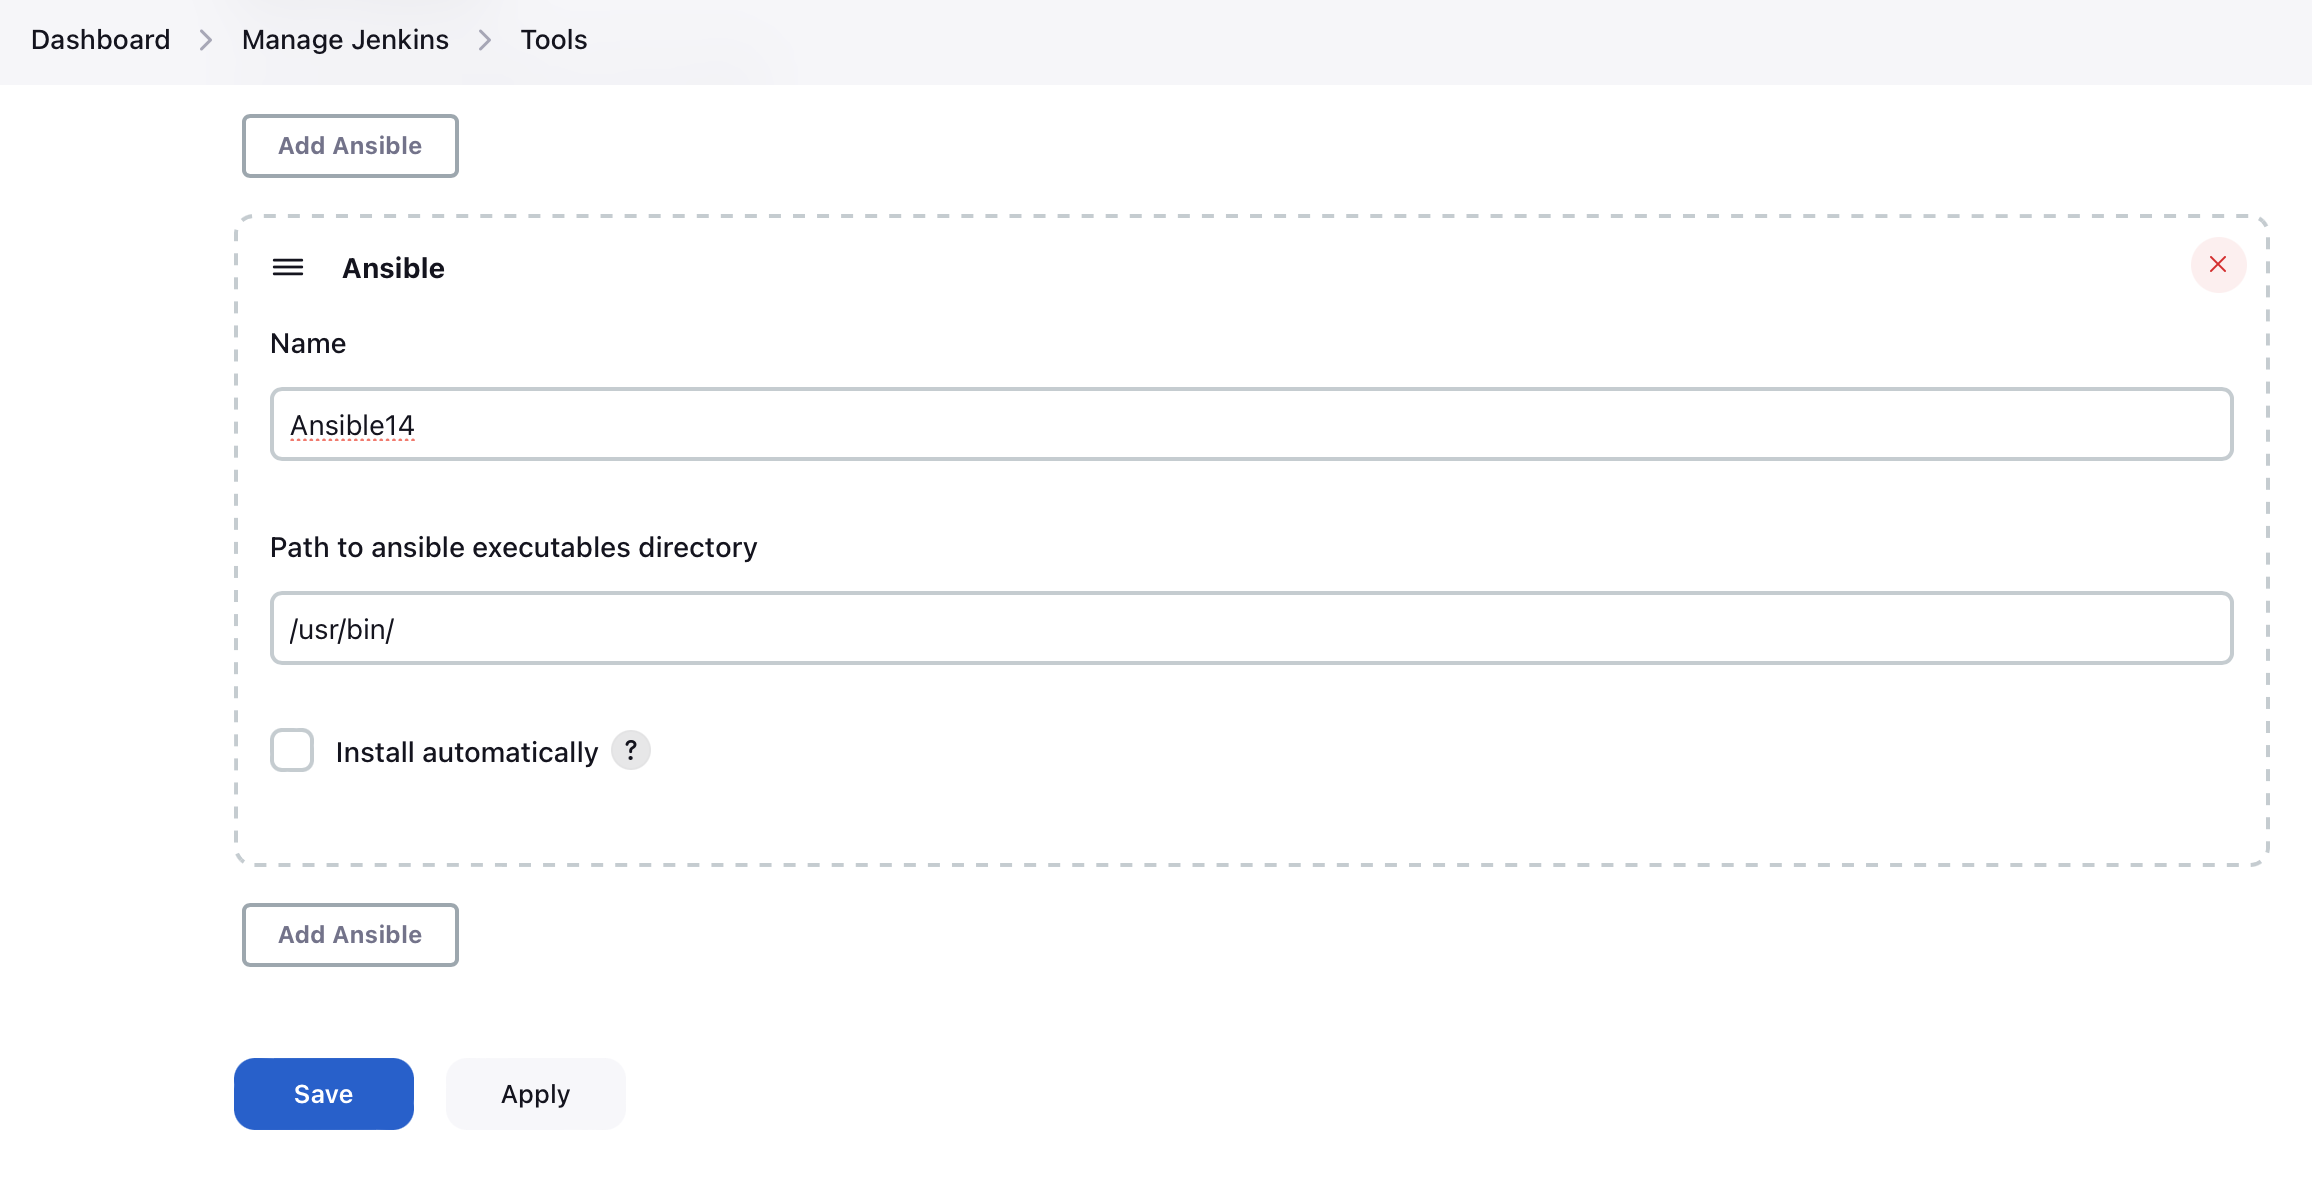 Dashboard > Manage Jenkins > Tools
Add Ansible
Ansible
Name
Ansible14
Path to ansible executables directory
/usr/bin/
Install automatically ?
Add Ansible
Save Apply